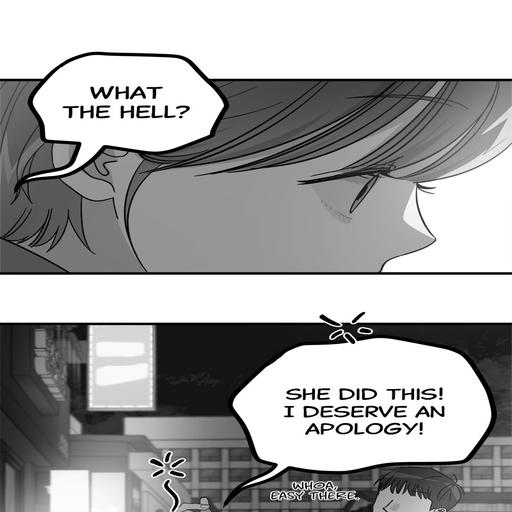 WHAT
THE HELL?
SHE DID THIS!
I DESERVE AN
APOLOGY!
WHOA,
EASY THERE.